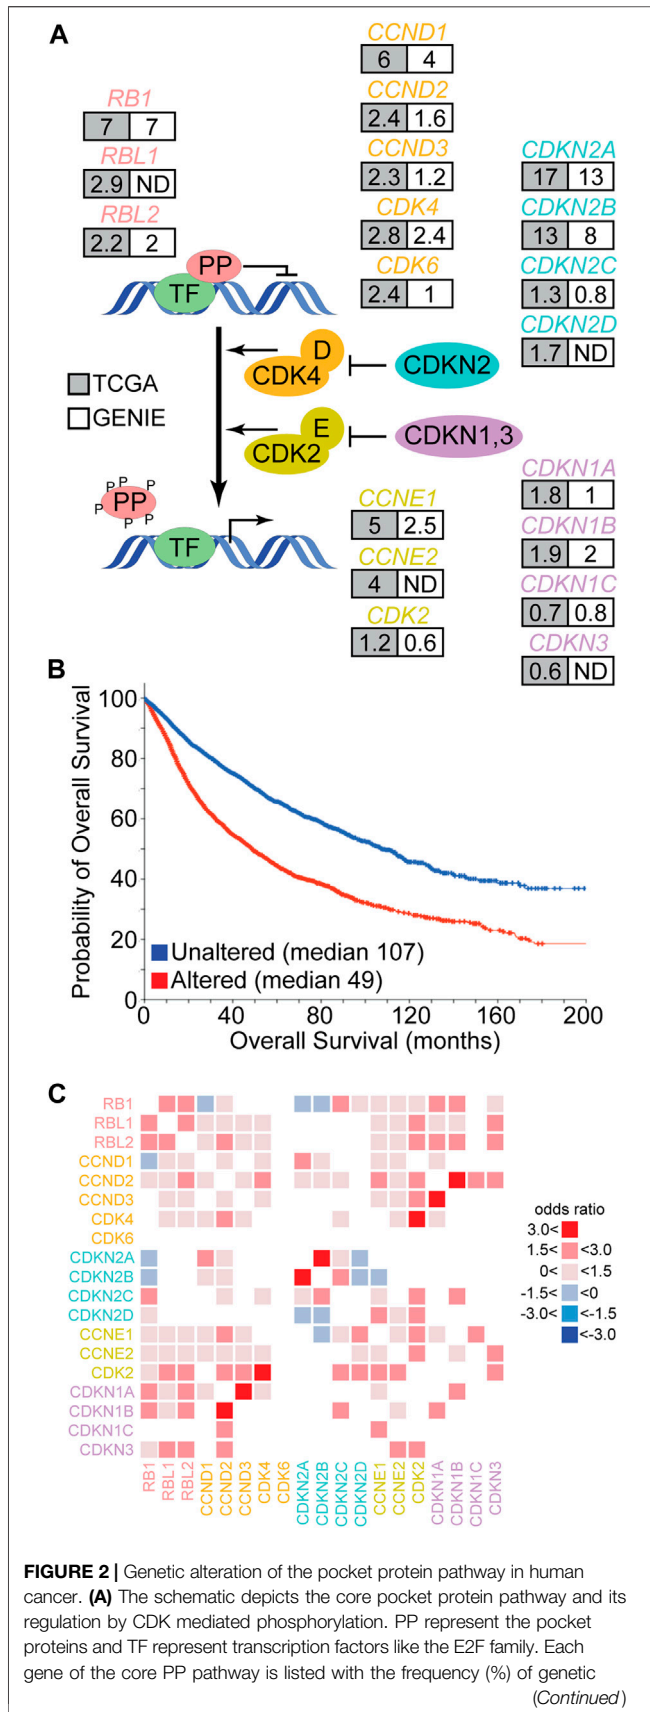 A
CCND1
6 4
CCND2
2.4 1.6
CCND3
2.3 1.2
CDK4
2.8 2.4
CDK6
2.4 1
RB1
7 7
RBL1
2.9 ND
RBL2
2.2 2
CDKN2A
17 13
CDKN2B
13 8
CDKN2C
1.3 0.8
CDKN2D
1.7 ND
PP
TF
D
CDK4
CDKN2
TCGA
GENIE
E
CDK2
CDKN1,3
P P P
PP
P P P
TF
CCNE1
5 2.5
CCNE2
4 ND
CDK2
1.2 0.6
CDKN1A
1.8 1
CDKN1B
1.9 2
CDKN1C
0.7 0.8
CDKN3
0.6 ND
B
Probability of Overall Survival
100
80
60
40
20
0
Unaltered (median 107)
Altered (median 49)
0 40 80 120 160 200
Overall Survival (months)
C
RB1
RBL1
RBL2
CCND1
CCND2
CCND3
CDK4
CDK6
CDKN2A
CDKN2B
CDKN2C
CDKN2D
CCNE1
CCNE2
CDK2
CDKN1A
CDKN1B
CDKN1C
CDKN3
RB1 RBL1 RBL2 CCND1 CCND2 CCND3 CDK4 CDK6 CDKN2A CDKN2B CDKN2C CDKN2D CCNE1 CCNE2 CDK2 CDKN1A CDKN1B CDKN1C CDKN3
odds ratio
3.0<
1.5< <3.0
0< <1.5
-1.5< <0
-3.0< <-1.5
<-3.0
FIGURE 2 | Genetic alteration of the pocket protein pathway in human
cancer. (A) The schematic depicts the core pocket protein pathway and its
regulation by CDK mediated phosphorylation. PP represent the pocket
proteins and TF represent transcription factors like the E2F family. Each
gene of the core PP pathway is listed with the frequency (%) of genetic
(Continued)